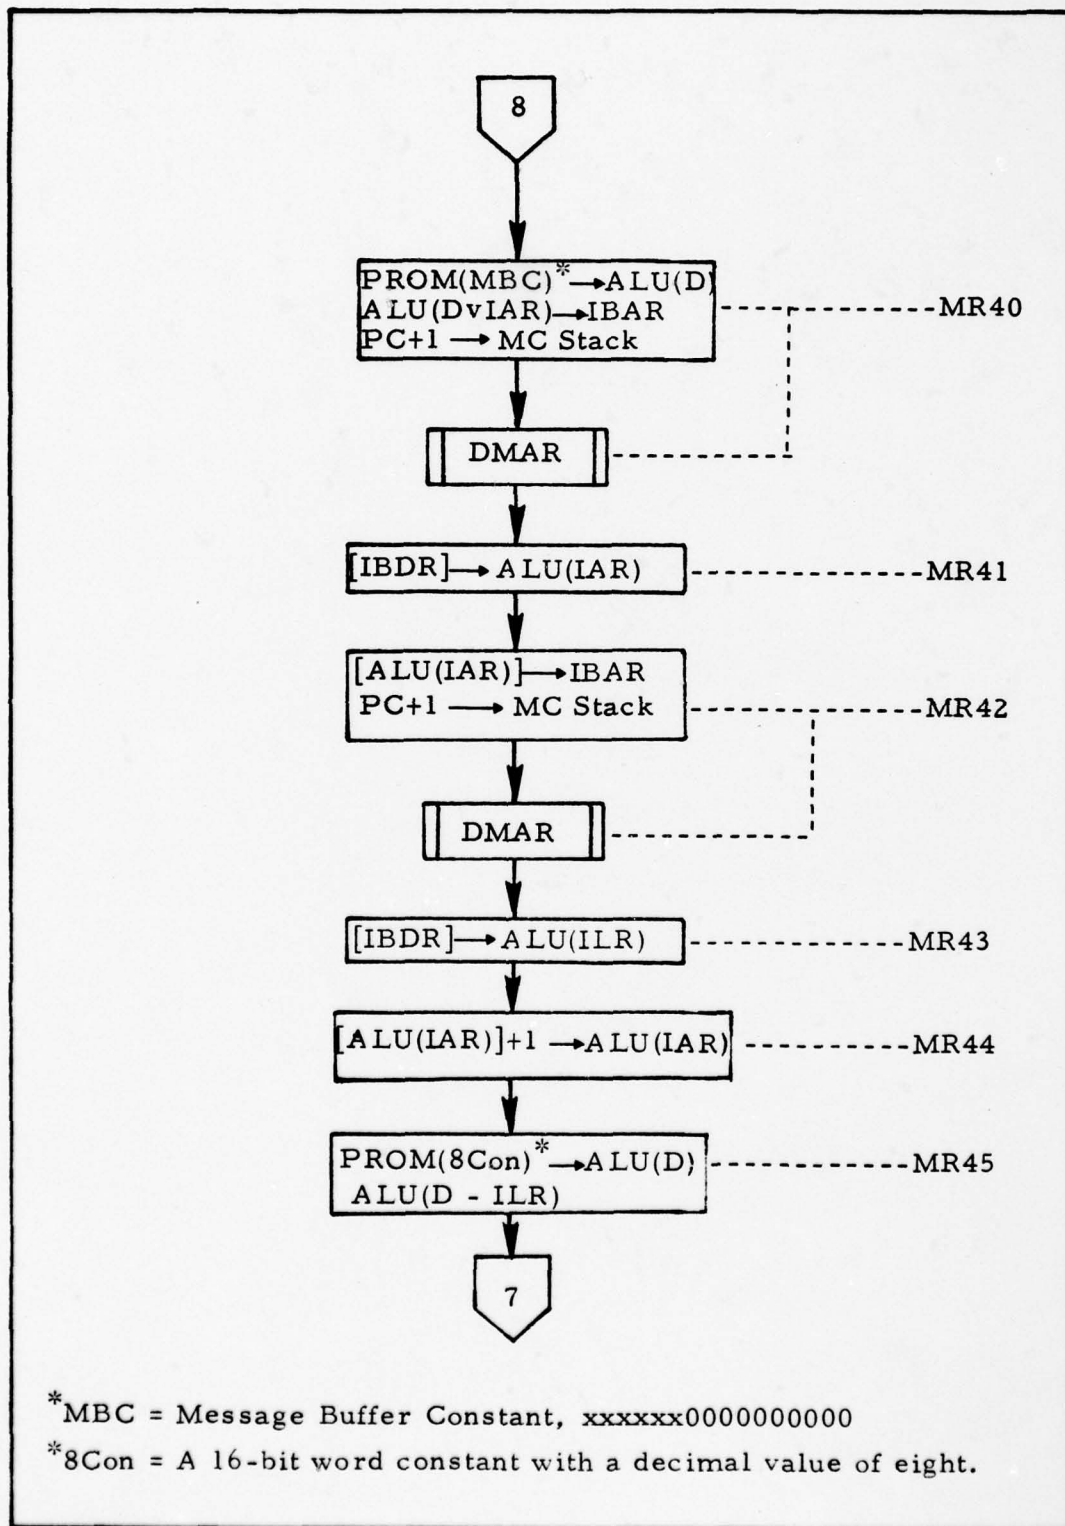 8
PROM(MBC)*→ALU(D)
ALU(DvIAR)→IBAR
PC+1 → MC Stack
MR40
DMAR
[IBDR]→ALU(IAR)
MR41
[ALU(IAR)]→IBAR
PC+1 → MC Stack
MR42
DMAR
[IBDR]→ALU(ILR)
MR43
[ALU(IAR)]+1 →ALU(IAR)
MR44
PROM(8Con)*→ALU(D)
ALU(D - ILR)
MR45
7
*MBC = Message Buffer Constant, xxxxxx0000000000
*8Con = A 16-bit word constant with a decimal value of eight.